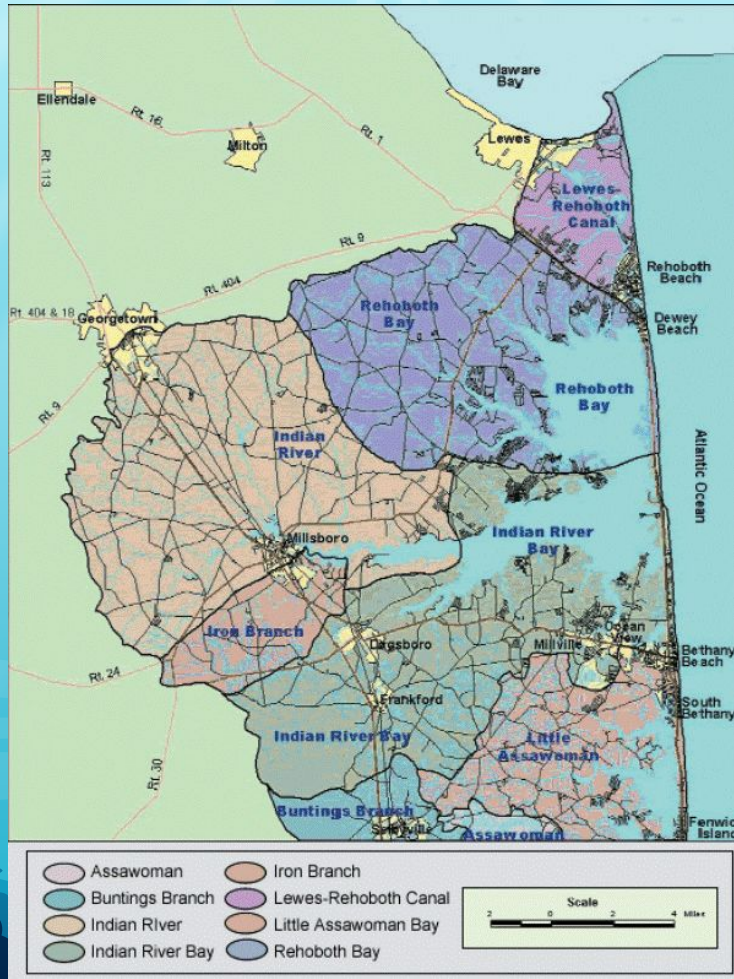 Delaware
Bay
Ellendale
Rt. 16
Milton
Rt. 1
Lewes
Rt. 113
Lewes-
Rehoboth
Canal
Rt. 9
Rehoboth
Beach
Rt. 404
Rt. 404 & 18
Georgetown
Rehoboth
Bay
Dewey
Beach
Rehoboth
Bay
Rt. 9
Indian
River
Atlantic Ocean
Indian River
Bay
Millsboro
Iron Branch
Dagsboro
Millville
Ocean
View
Bethany
Beach
Rt. 24
Frankford
South
Bethany
Indian River Bay
Little
Assawoman
Rt. 30
Buntings Branch
Selbyville
Assawoman
Fenwic
Island
Assawoman
Buntings Branch
Indian RIver
Indian River Bay
Iron Branch
Lewes-Rehoboth Canal
Little Assawoman Bay
Rehoboth Bay
Scale
2 0 2 4 Miles